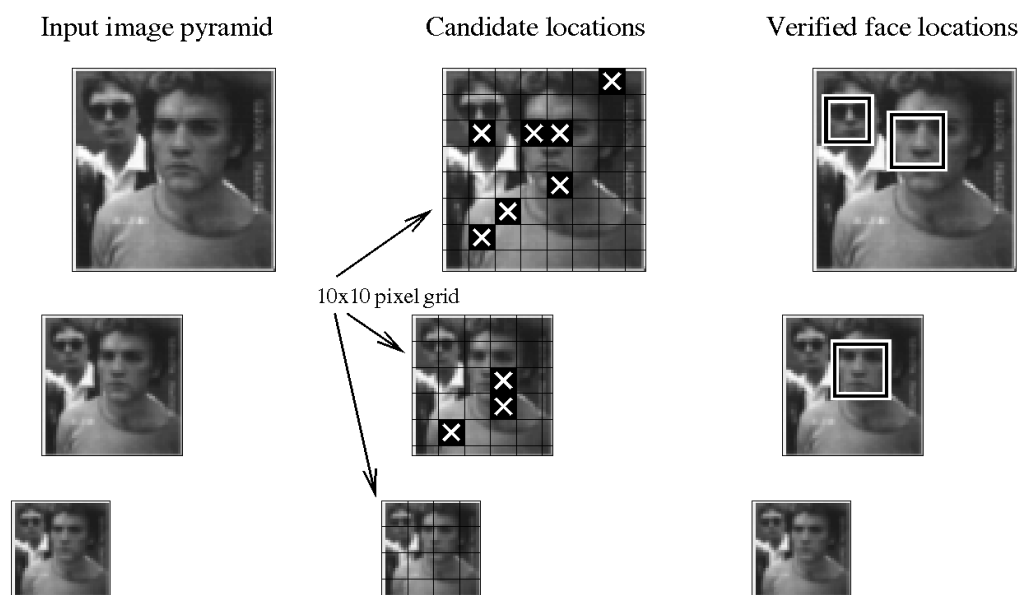 Input image pyramid
Candidate locations
Verified face locations
10x10 pixel grid